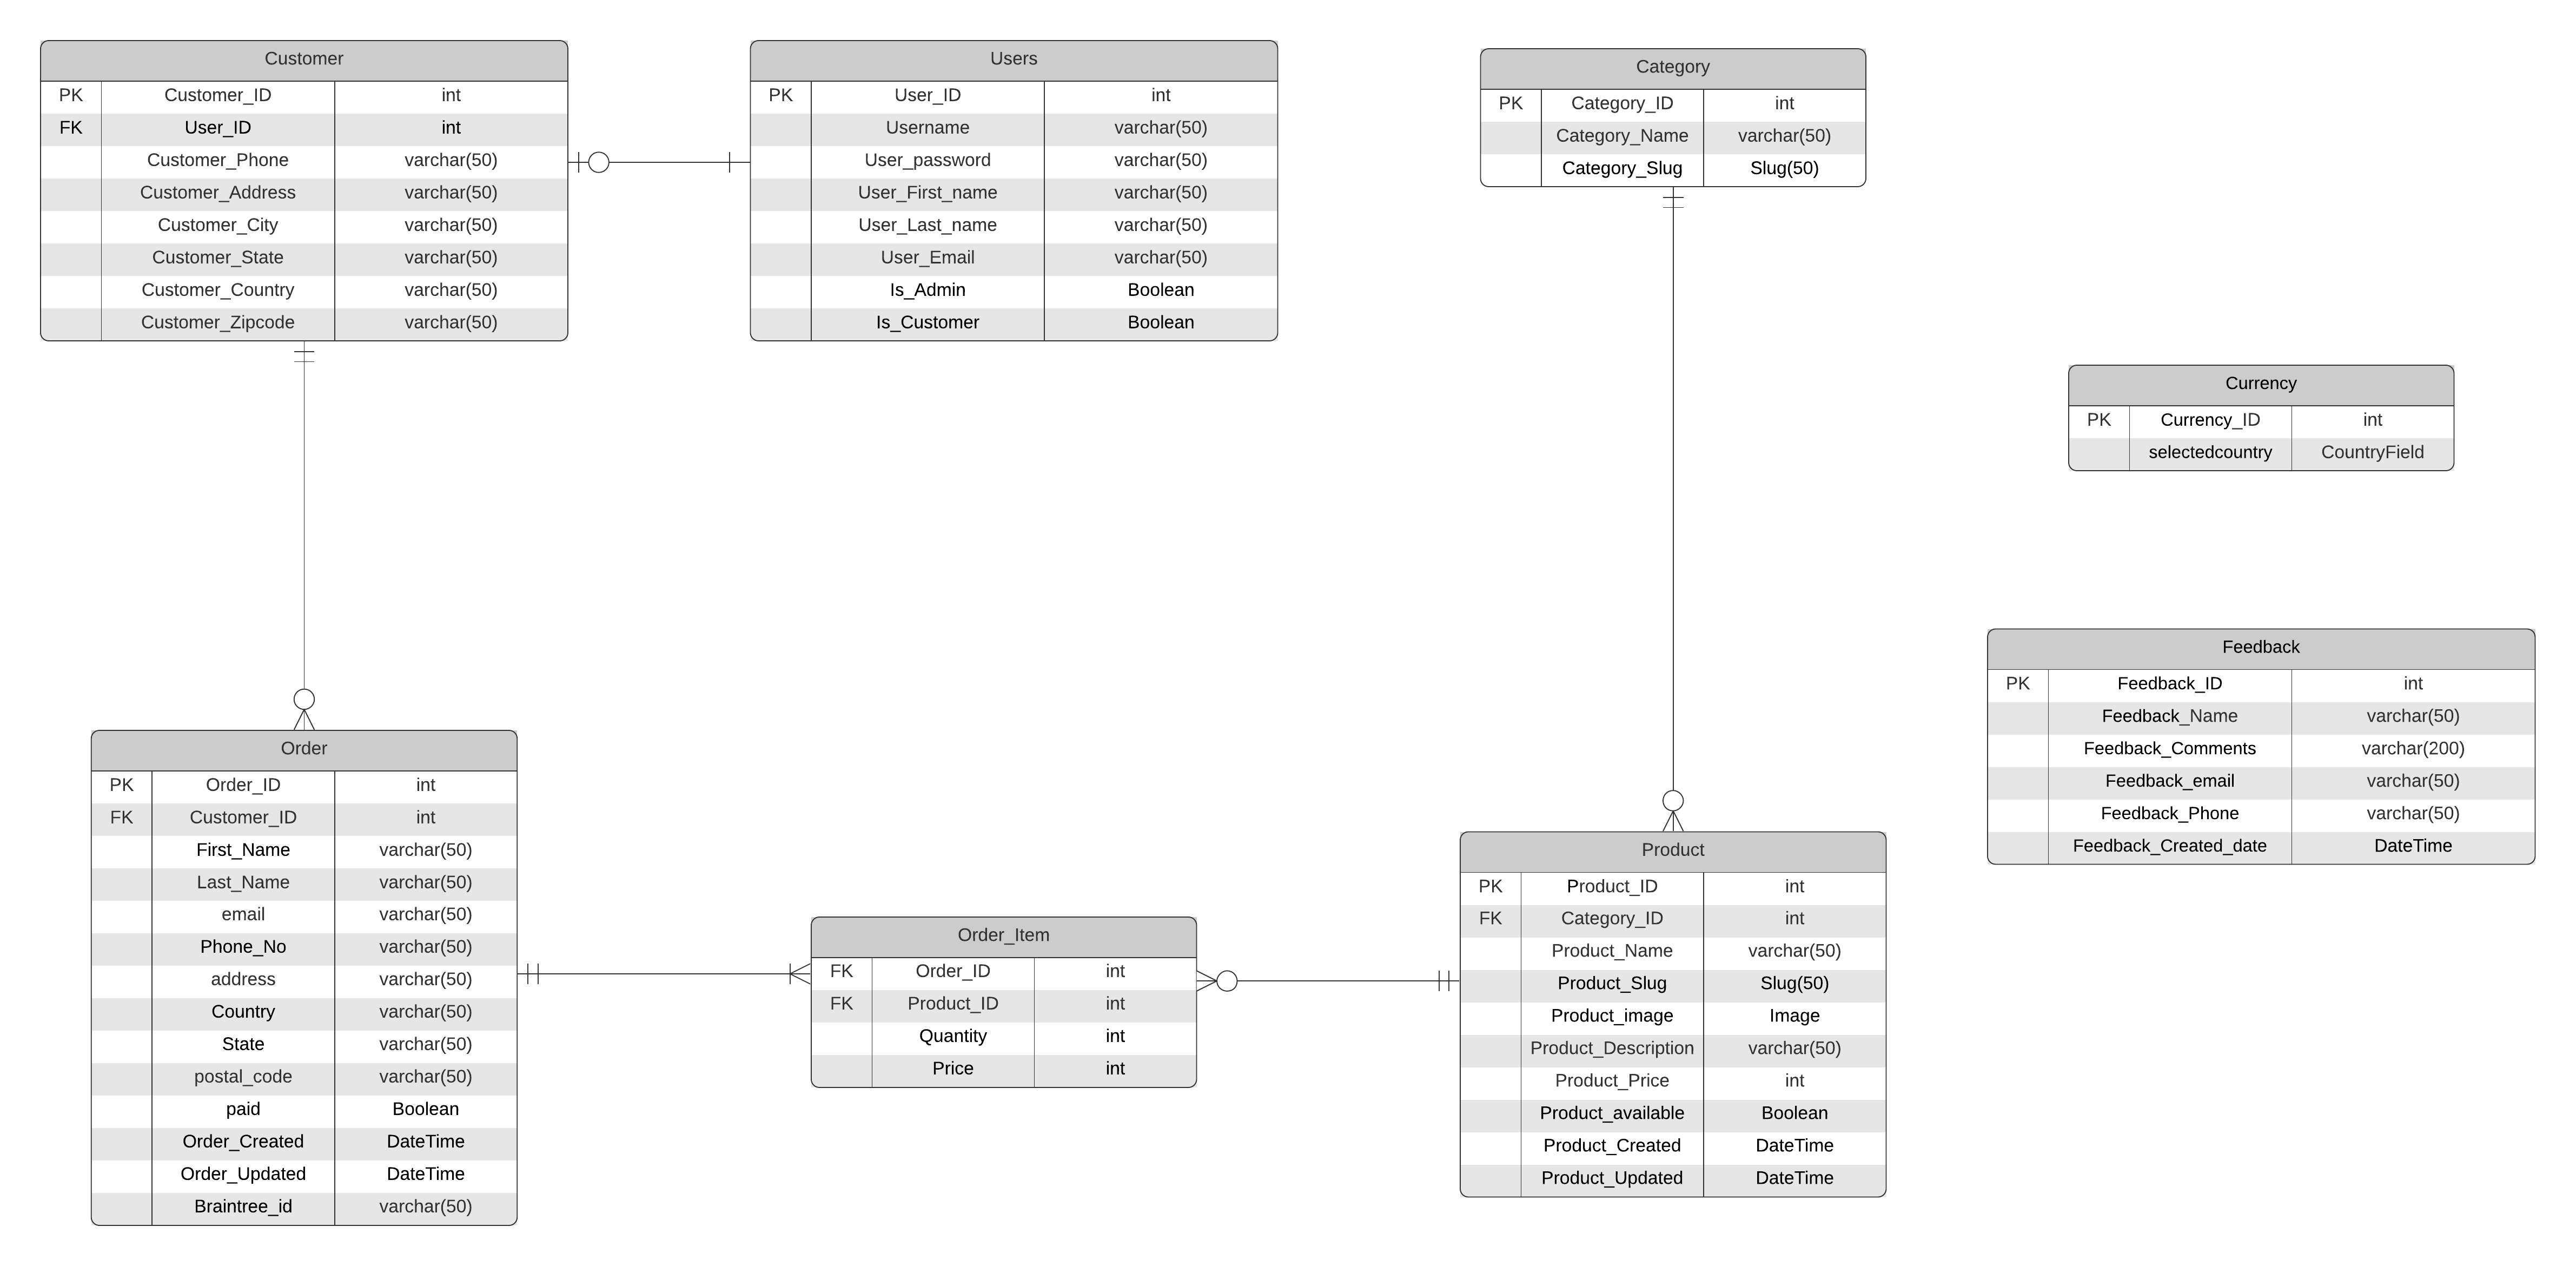 Customer
PK Customer_ID int
FK User_ID int
Customer_Phone varchar(50)
Customer_Address varchar(50)
Customer_City varchar(50)
Customer_State varchar(50)
Customer_Country varchar(50)
Customer_Zipcode varchar(50)
Users
PK User_ID int
Username varchar(50)
User_password varchar(50)
User_First_name varchar(50)
User_Last_name varchar(50)
User_Email varchar(50)
Is_Admin Boolean
Is_Customer Boolean
Category
PK Category_ID int
Category_Name varchar(50)
Category_Slug Slug(50)
Currency
PK Currency_ID int
selectedcountry CountryField
Feedback
PK Feedback_ID int
Feedback_Name varchar(50)
Feedback_Comments varchar(200)
Feedback_email varchar(50)
Feedback_Phone varchar(50)
Feedback_Created_date DateTime
Order
PK Order_ID int
FK Customer_ID int
First_Name varchar(50)
Last_Name varchar(50)
email varchar(50)
Phone_No varchar(50)
address varchar(50)
Country varchar(50)
State varchar(50)
postal_code varchar(50)
paid Boolean
Order_Created DateTime
Order_Updated DateTime
Braintree_id varchar(50)
Order_Item
FK Order_ID int
FK Product_ID int
Quantity int
Price int
Product
PK Product_ID int
FK Category_ID int
Product_Name varchar(50)
Product_Slug Slug(50)
Product_image Image
Product_Description varchar(50)
Product_Price int
Product_available Boolean
Product_Created DateTime
Product_Updated DateTime